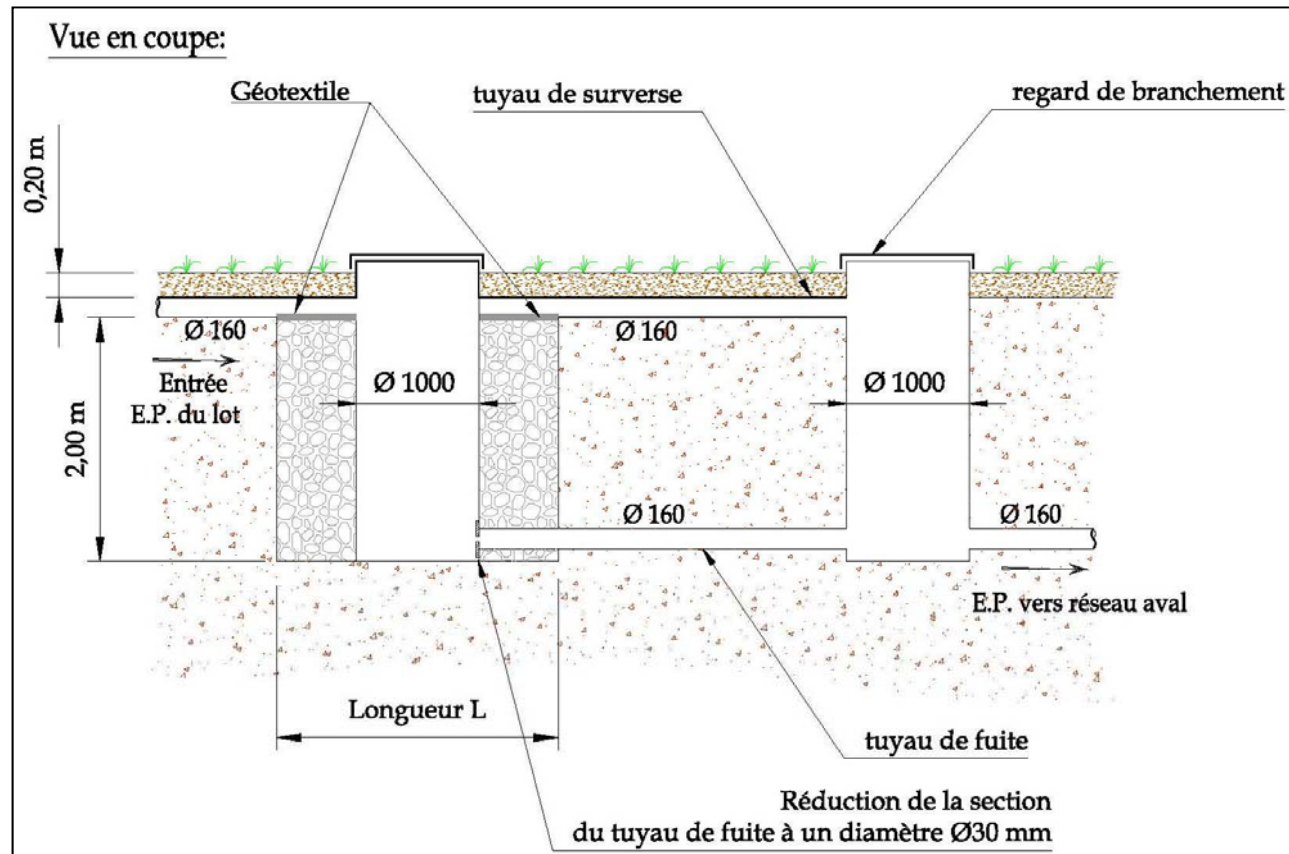 Vue en coupe:
Géotextile
tuyau de surverse
regard de branchement
0,20 m
Ø 160
Ø 160
Entrée
E.P. du lot
Ø 1000
Ø 1000
2,00 m
Ø 160
Ø 160
E.P. vers réseau aval
Longueur L
tuyau de fuite
Réduction de la section
du tuyau de fuite à un diamètre Ø30 mm